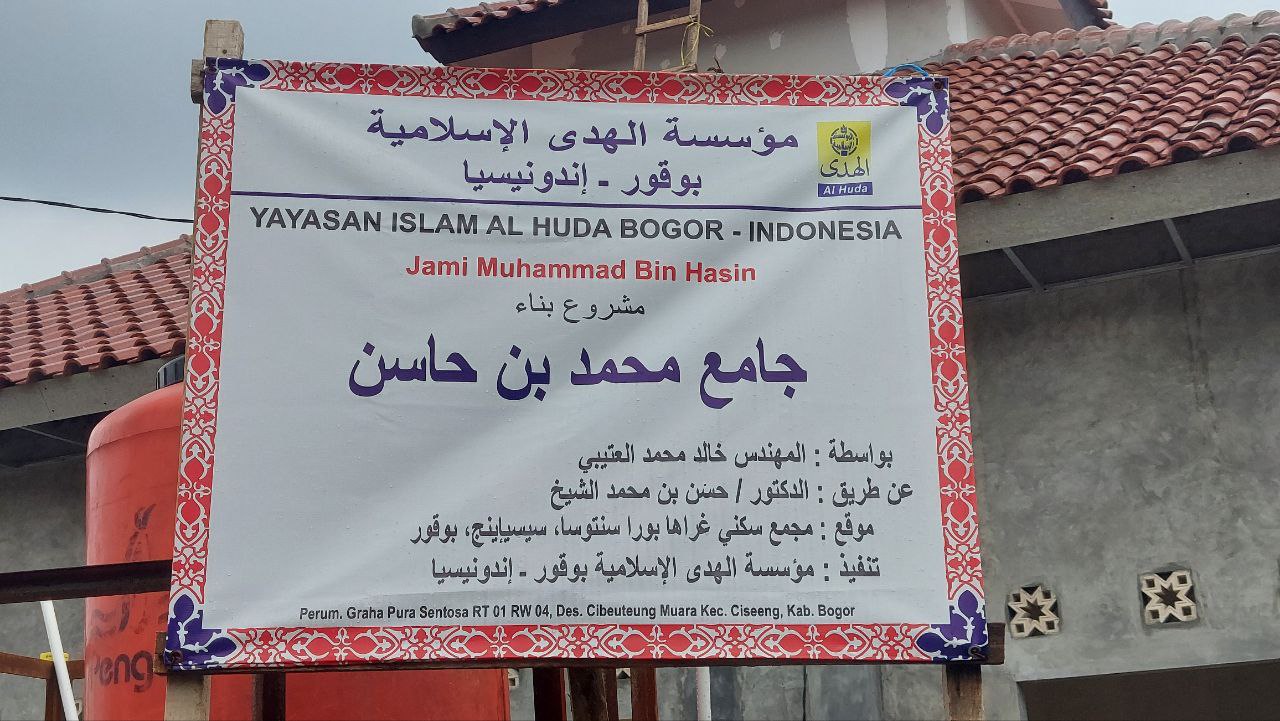 مؤسسة الهدى الإسلامية
بوقور - إندونيسيا
الهدى
Al Huda
YAYASAN ISLAM AL HUDA BOGOR - INDONESIA
Jami Muhammad Bin Hasin
مشروع بناء
جامع محمد بن حاسن
بواسطة : المهندس خالد محمد العتيبي
عن طريق : الدكتور / حسن بن محمد الشيخ
موقع : مجمع سكني غراها بورا سنتوسا، سيسيإينج، بوقور
تنفيذ : مؤسسة الهدى الإسلامية بوقور - إندونيسيا
Perum. Graha Pura Sentosa RT 01 RW 04, Des. Cibeuteung Muara Kec. Ciseeng, Kab. Bogor
Peng